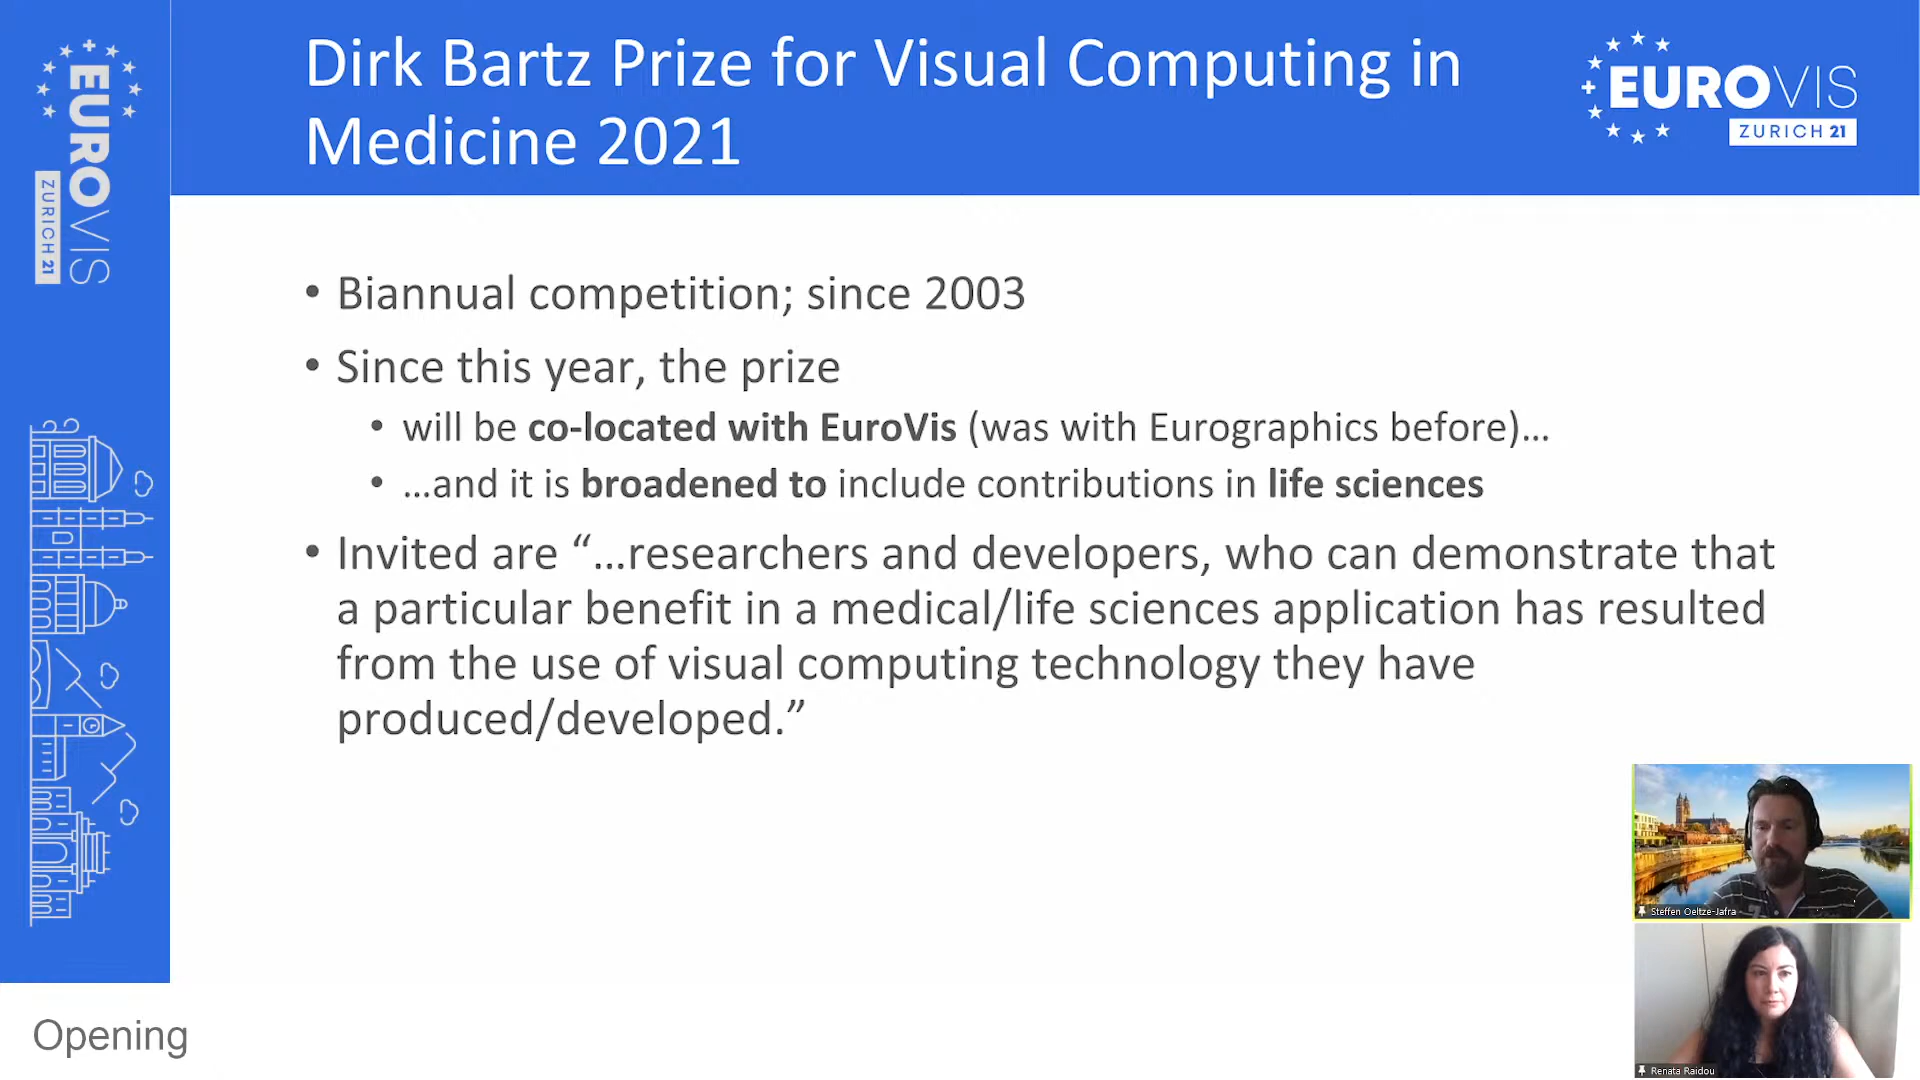 EUROVIS
ZURICH 21
Dirk Bartz Prize for Visual Computing in
Medicine 2021
EUROVIS
ZURICH 21
• Biannual competition; since 2003
• Since this year, the prize
• will be co-located with EuroVis (was with Eurographics before)…
• …and it is broadened to include contributions in life sciences
• Invited are “…researchers and developers, who can demonstrate that
a particular benefit in a medical/life sciences application has resulted
from the use of visual computing technology they have
produced/developed.”
Steffen Oeltze-Jafra
Renata Raidou
Opening